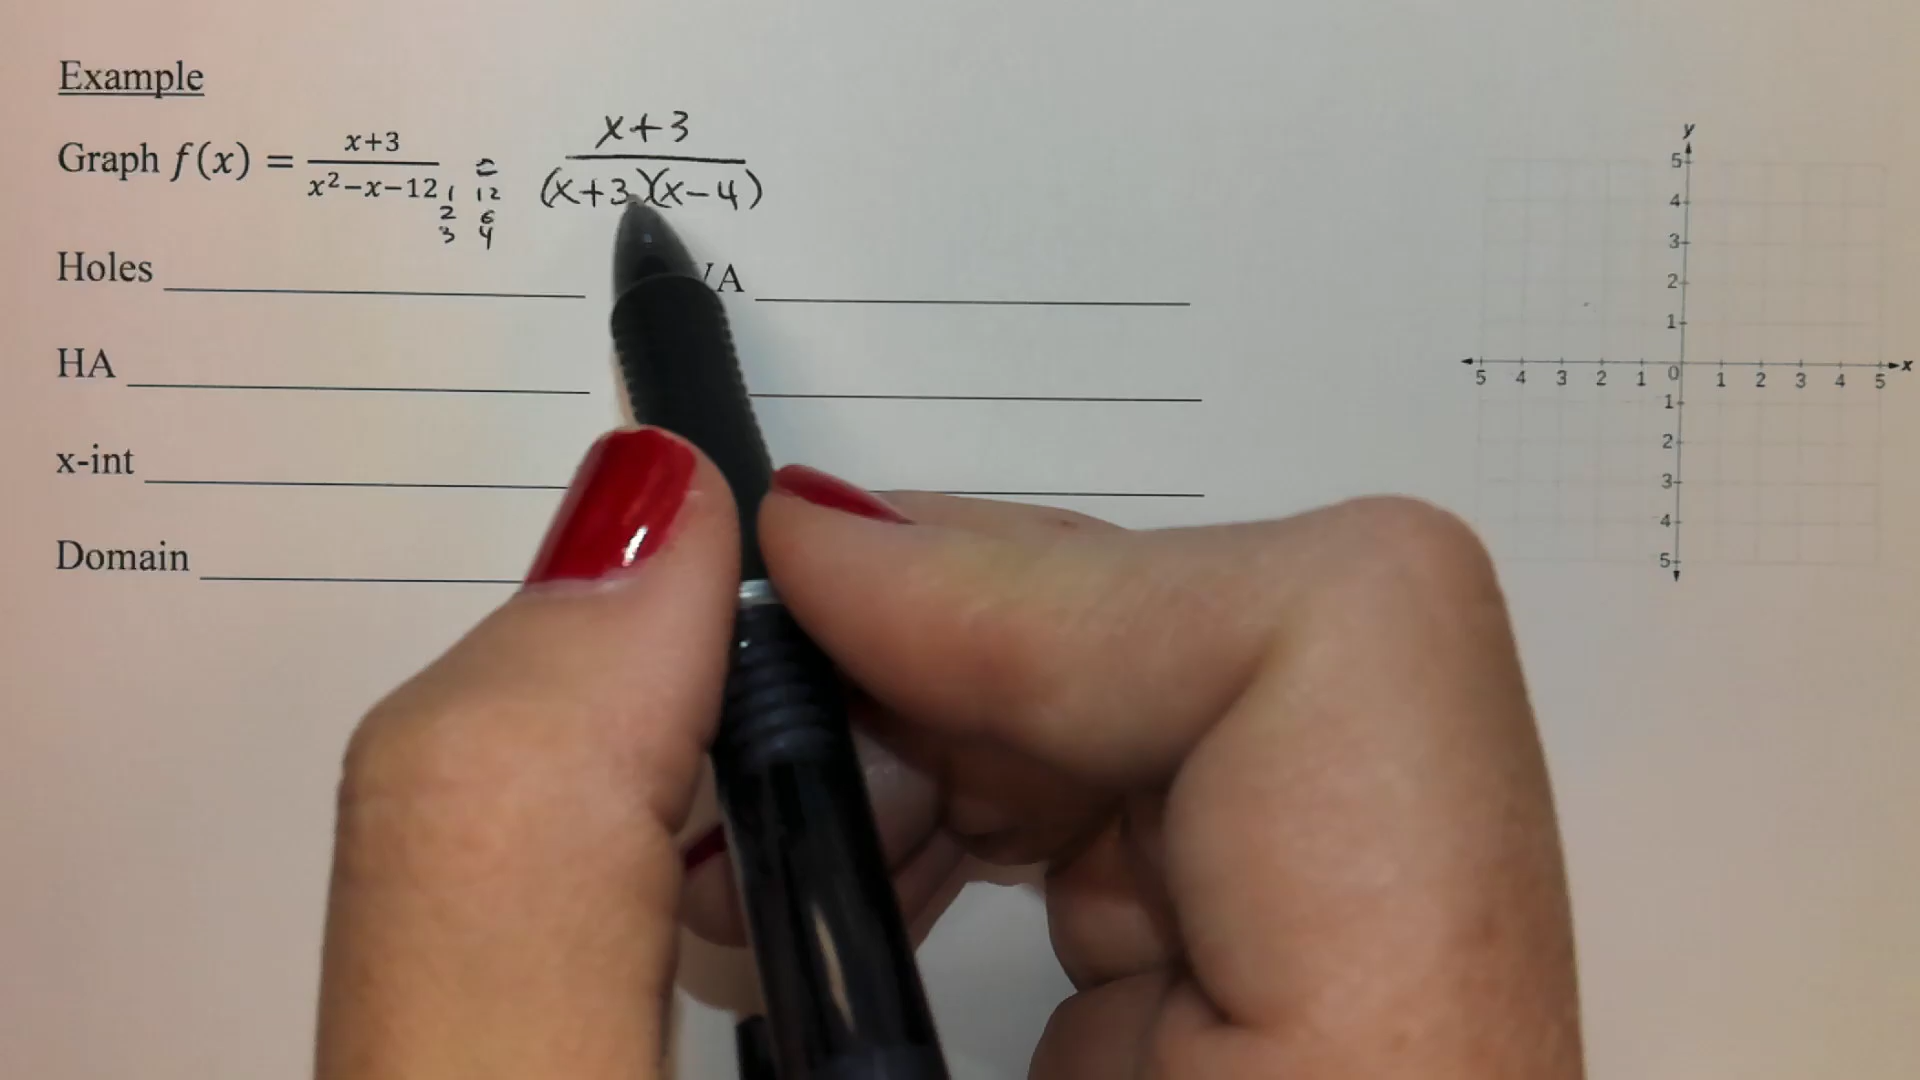 Example
Graph f(x) = x+3 / x²−x−12 = x+3 / (x+3)(x−4)
1 12
2 6
3 4
Holes
VA
HA
x-int
Domain
y
5
4
3
2
1
5 4 3 2 1 0 1 2 3 4 5 x
1
2
3
4
5